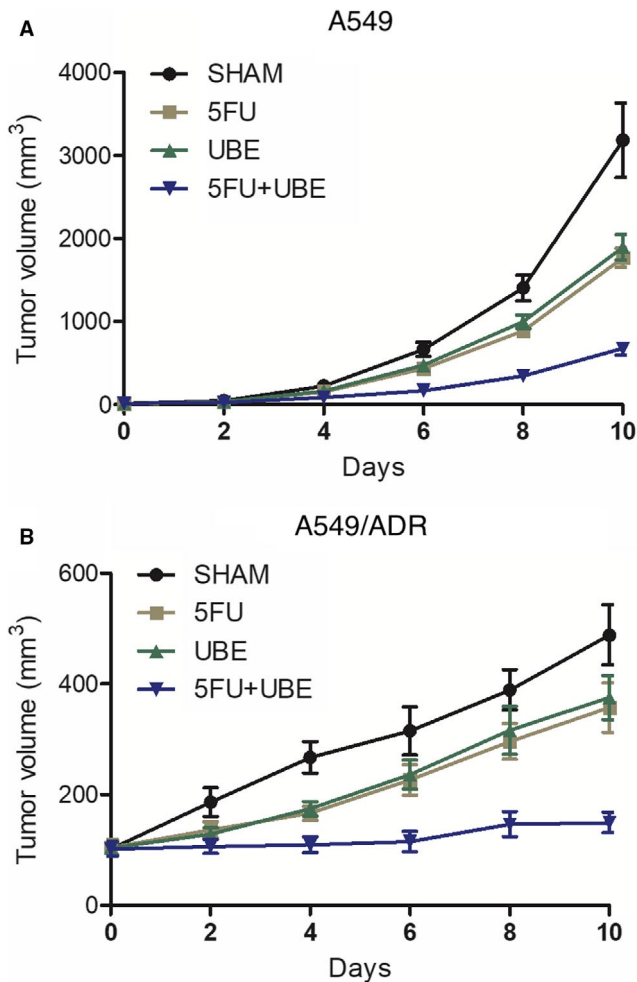 A
A549
SHAM
5FU
UBE
5FU+UBE
Tumor volume (mm³)
4000
3000
2000
1000
0
0 2 4 6 8 10
Days
B
A549/ADR
SHAM
5FU
UBE
5FU+UBE
Tumor volume (mm³)
600
400
200
0
0 2 4 6 8 10
Days